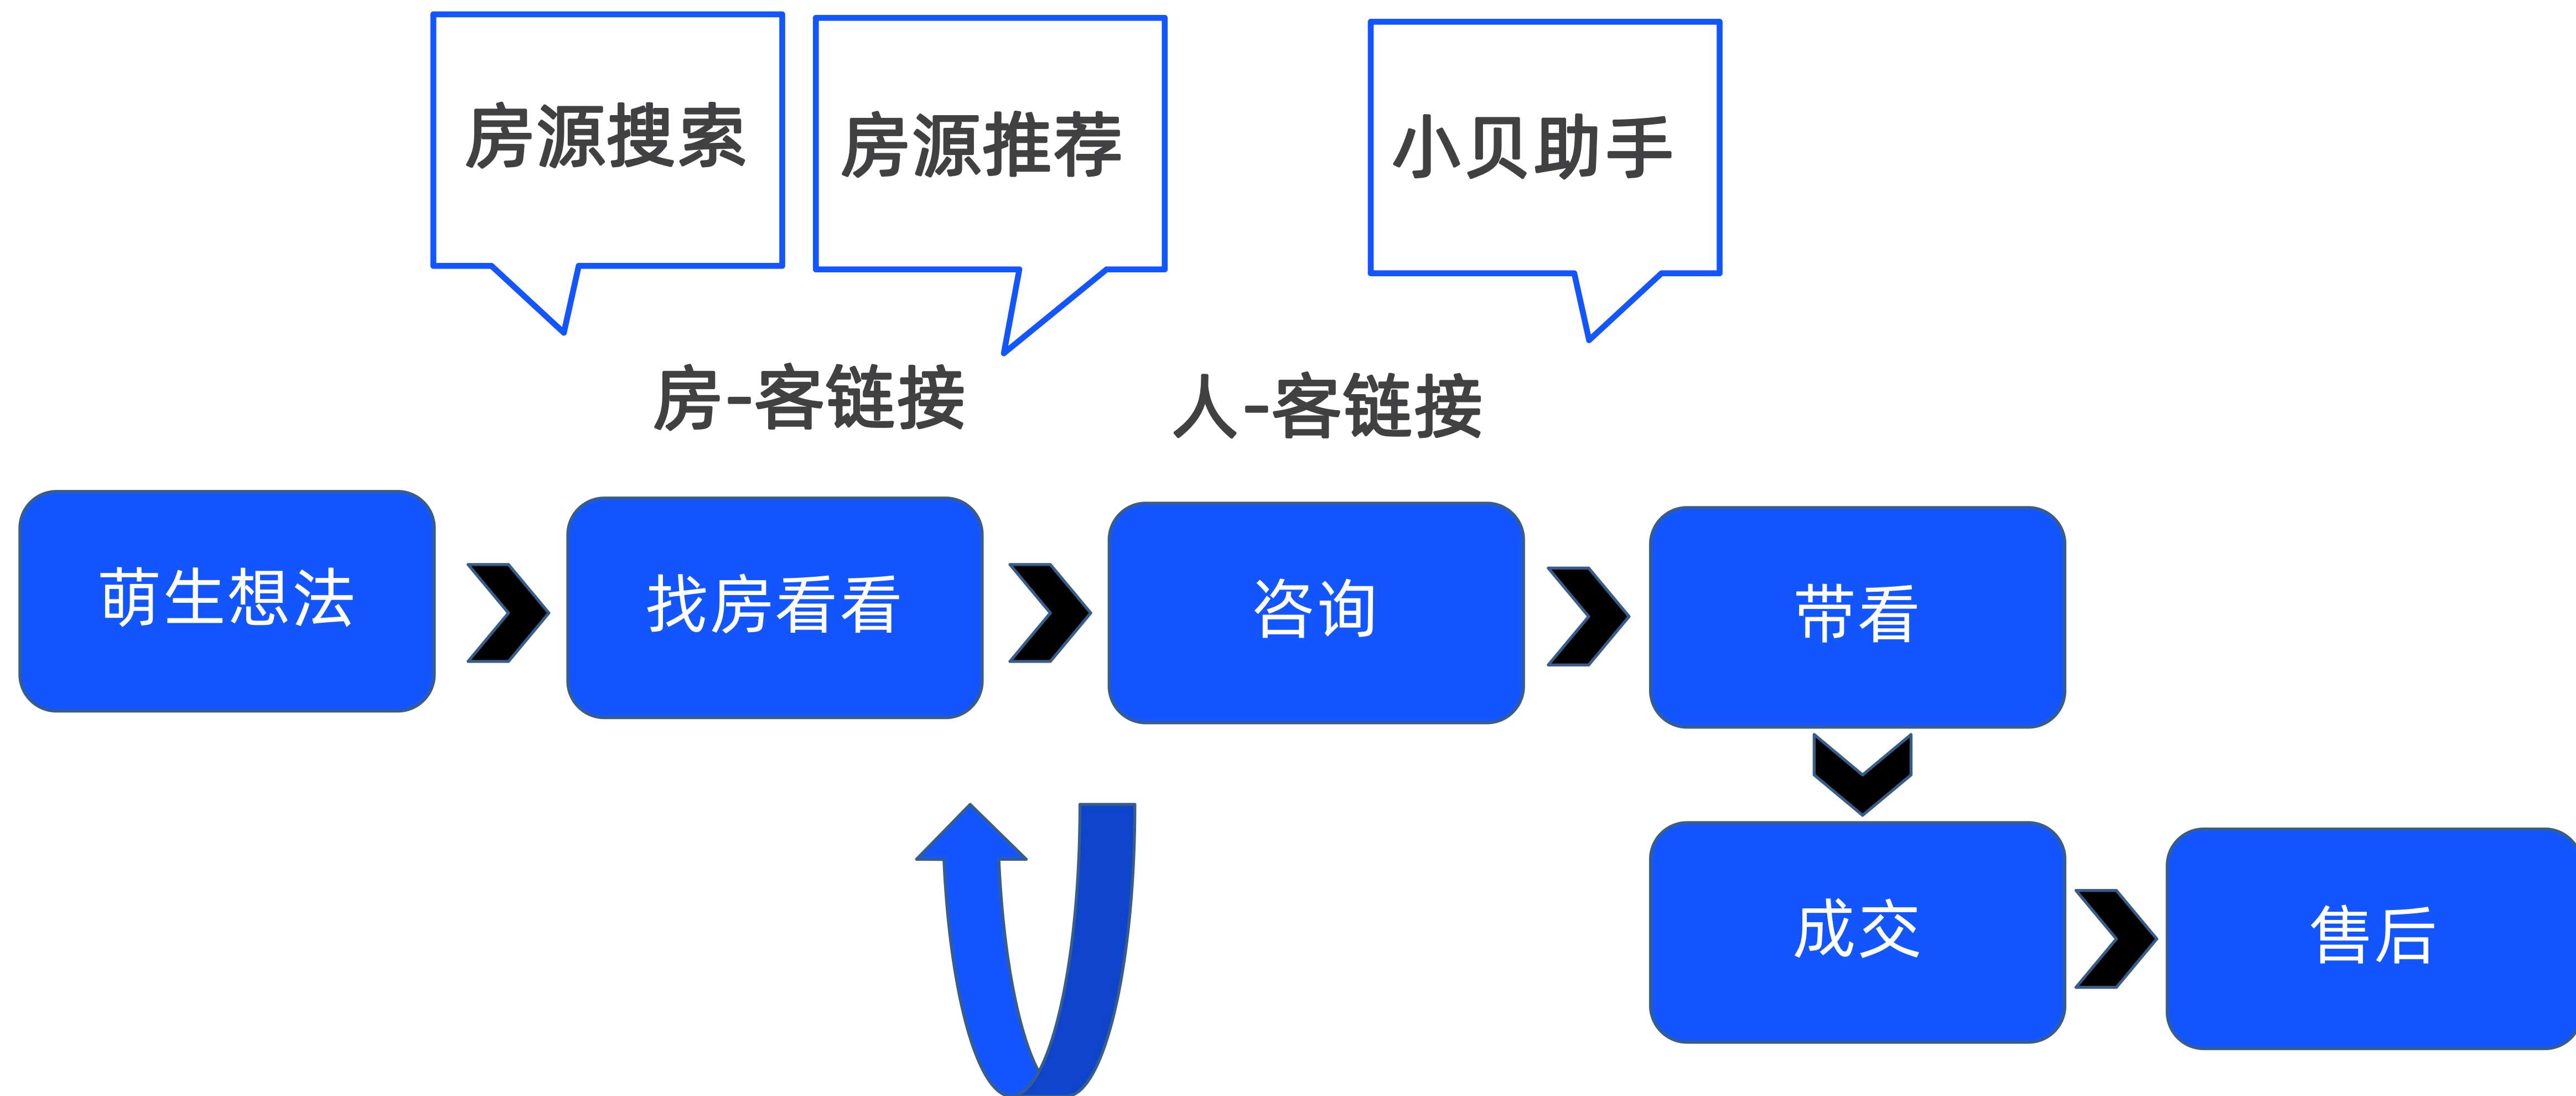 房源搜索
房源推荐
小贝助手
房-客链接
人-客链接
萌生想法
找房看看
咨询
带看
成交
售后